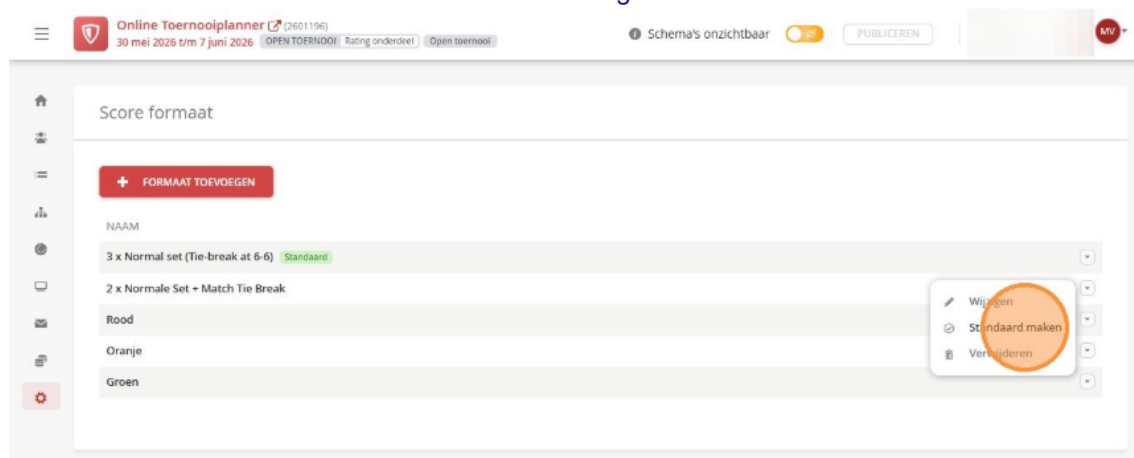 Online Toernooiplanner (2601196)
30 mei 2026 t/m 7 juni 2026 OPEN TOERNOOI Rating onderdeel Open toernooi
Schema's onzichtbaar PUBLICEREN MV
Score formaat
+ FORMAAT TOEVOEGEN
NAAM
3 x Normal set (Tie-break at 6-6) Standaard
2 x Normale Set + Match Tie Break
Wijzigen
Rood
Standaard maken
Oranje
Verwijderen
Groen